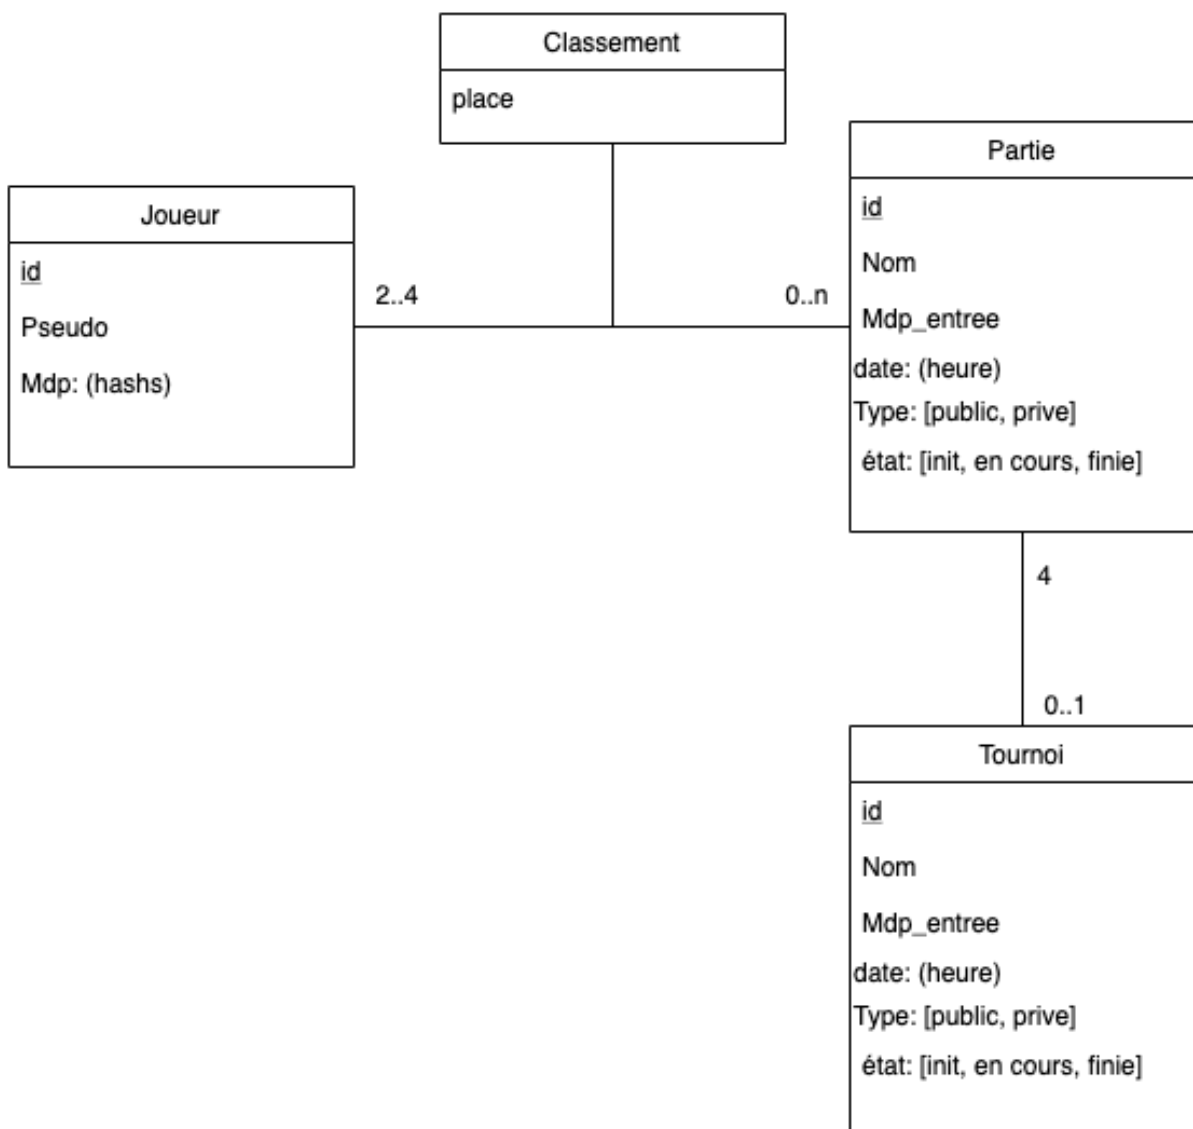 Classement
place
Joueur
id
Pseudo
Mdp: (hashs)
2..4
0..n
Partie
id
Nom
Mdp_entree
date: (heure)
Type: [public, prive]
état: [init, en cours, finie]
4
0..1
Tournoi
id
Nom
Mdp_entree
date: (heure)
Type: [public, prive]
état: [init, en cours, finie]